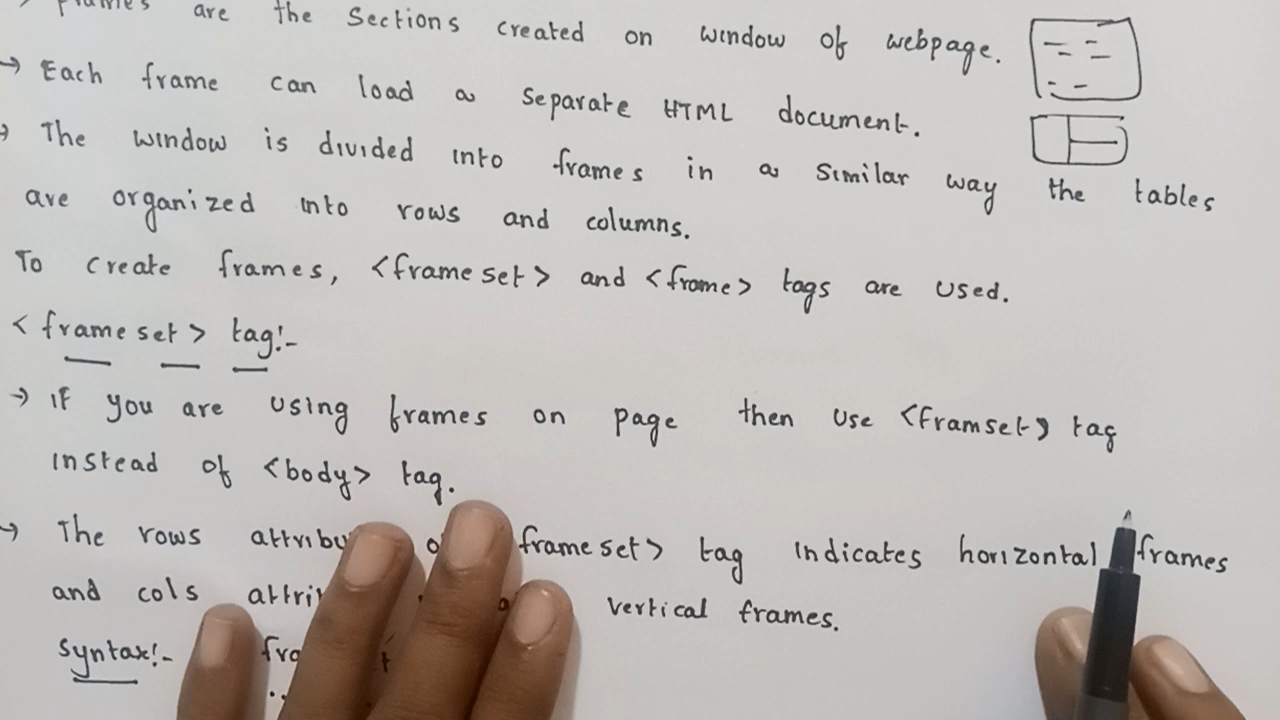 frames are the Sections created on window of webpage.
→ Each frame can load a separate HTML document.
→ The window is divided into frames in a similar way the tables
are organized into rows and columns.
To create frames, <frameset> and <frame> tags are used.
<frameset> tag:-
→ If you are using frames on page then use <framset> tag
instead of <body> tag.
→ The rows frameset> tag indicates horizontal frames
and cols vertical frames.
Syntax:-